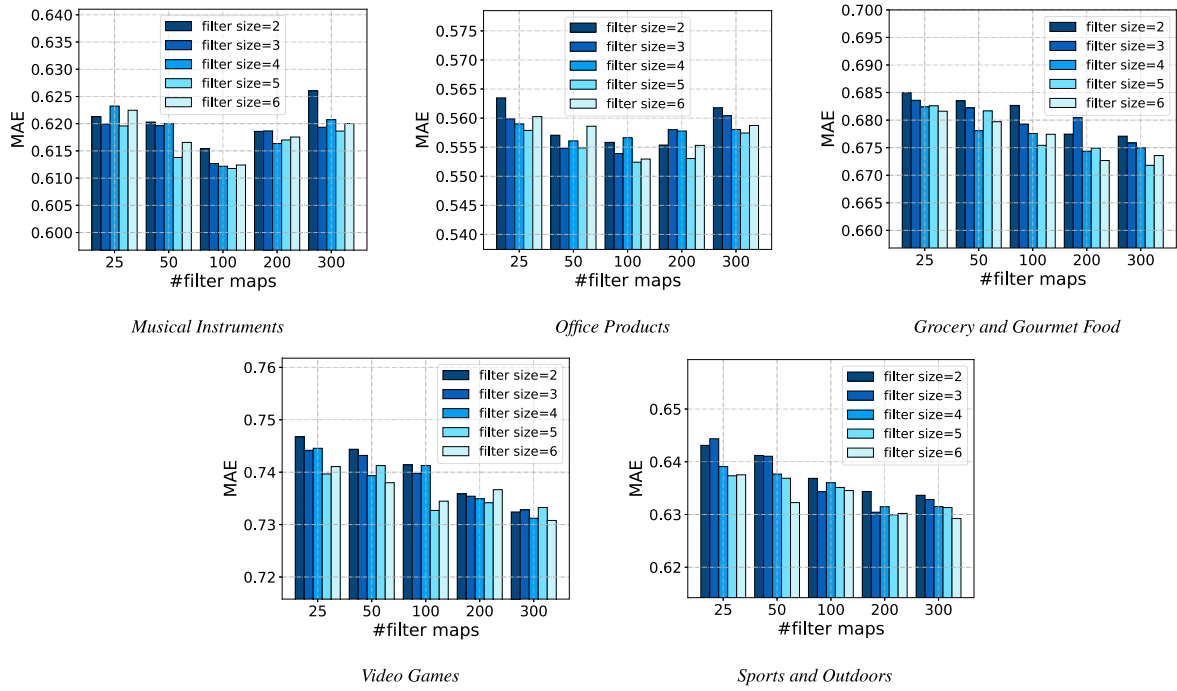 0.640
0.635
0.630
0.625
0.620
0.615
0.610
0.605
0.600
MAE
filter size=2
filter size=3
filter size=4
filter size=5
filter size=6
25 50 100 200 300
#filter maps
Musical Instruments
0.575
0.570
0.565
0.560
0.555
0.550
0.545
0.540
MAE
filter size=2
filter size=3
filter size=4
filter size=5
filter size=6
25 50 100 200 300
#filter maps
Office Products
0.700
0.695
0.690
0.685
0.680
0.675
0.670
0.665
0.660
MAE
filter size=2
filter size=3
filter size=4
filter size=5
filter size=6
25 50 100 200 300
#filter maps
Grocery and Gourmet Food
0.76
0.75
0.74
0.73
0.72
MAE
filter size=2
filter size=3
filter size=4
filter size=5
filter size=6
25 50 100 200 300
#filter maps
Video Games
0.65
0.64
0.63
0.62
MAE
filter size=2
filter size=3
filter size=4
filter size=5
filter size=6
25 50 100 200 300
#filter maps
Sports and Outdoors